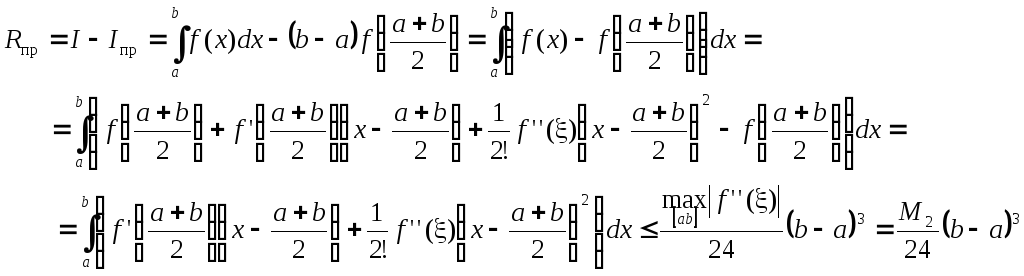 R_пр = I − I_пр = ∫_a^b f(x)dx − (b − a) f((a + b)/2) = ∫_a^b [f(x) − f((a + b)/2)] dx =
= ∫_a^b [f((a + b)/2) + f'((a + b)/2)(x − (a + b)/2) + 1/2! f''(ξ)(x − (a + b)/2)^2 − f((a + b)/2)] dx =
= ∫_a^b [f'((a + b)/2)(x − (a + b)/2) + 1/2! f''(ξ)(x − (a + b)/2)^2] dx ≤ max_[ab] |f''(ξ)| / 24 (b − a)^3 = M_2/24 (b − a)^3